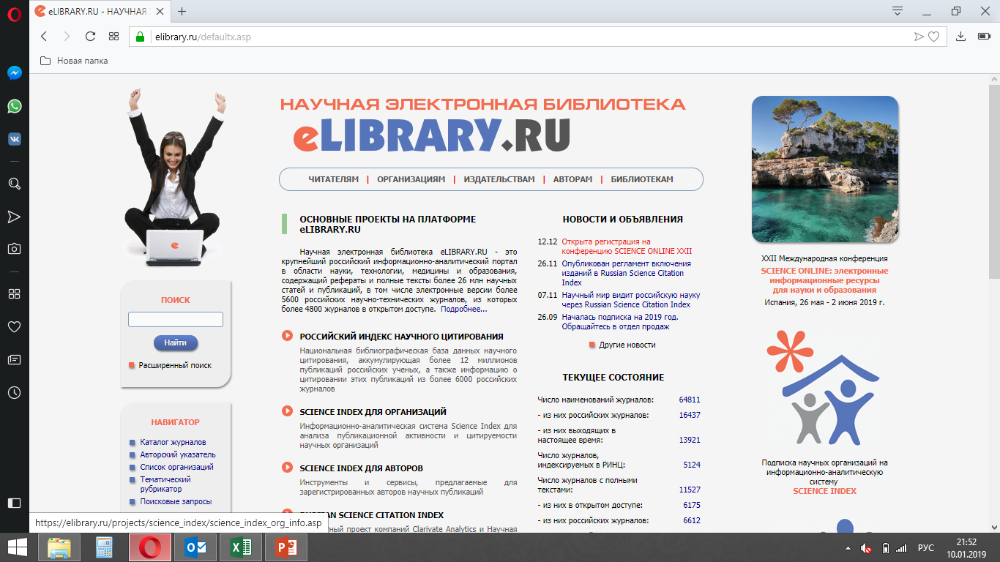 eLIBRARY.RU - НАУЧНАЯ
elibrary.ru/defaultx.asp
Новая папка
НАУЧНАЯ ЭЛЕКТРОННАЯ БИБЛИОТЕКА
eLIBRARY.RU
ЧИТАТЕЛЯМ | ОРГАНИЗАЦИЯМ | ИЗДАТЕЛЬСТВАМ | АВТОРАМ | БИБЛИОТЕКАМ
e
ПОИСК
Найти
Расширенный поиск
НАВИГАТОР
Каталог журналов
Авторский указатель
Список организаций
Тематический
рубрикатор
Поисковые запросы
ОСНОВНЫЕ ПРОЕКТЫ НА ПЛАТФОРМЕ
eLIBRARY.RU
Научная электронная библиотека eLIBRARY.RU - это
крупнейший российский информационно-аналитический портал
в области науки, технологии, медицины и образования,
содержащий рефераты и полные тексты более 26 млн научных
статей и публикаций, в том числе электронные версии более
5600 российских научно-технических журналов, из которых
более 4800 журналов в открытом доступе. Подробнее...
РОССИЙСКИЙ ИНДЕКС НАУЧНОГО ЦИТИРОВАНИЯ
Национальная библиографическая база данных научного
цитирования, аккумулирующая более 12 миллионов
публикаций российских ученых, а также информацию о
цитировании этих публикаций из более 6000 российских
журналов
SCIENCE INDEX ДЛЯ ОРГАНИЗАЦИЙ
Информационно-аналитическая система Science Index для
анализа публикационной активности и цитируемости
научных организаций
SCIENCE INDEX ДЛЯ АВТОРОВ
Инструменты и сервисы, предлагаемые для
зарегистрированных авторов научных публикаций
SCIENCE CITATION INDEX
компаний Clarivate Analytics и Научная
НОВОСТИ И ОБЪЯВЛЕНИЯ
12.12 Открыта регистрация на
конференцию SCIENCE ONLINE XXII
26.11 Опубликован регламент включения
изданий в Russian Science Citation
Index
07.11 Научный мир видит российскую науку
через Russian Science Citation Index
26.09 Началась подписка на 2019 год.
Обращайтесь в отдел продаж
Другие новости
ТЕКУЩЕЕ СОСТОЯНИЕ
Число наименований журналов: 64811
- из них российских журналов: 16437
- из них выходящих в
настоящее время: 13921
Число журналов,
индексируемых в РИНЦ: 5124
Число журналов с полными
текстами: 11527
- из них в открытом доступе: 6175
- из них российских журналов: 6612
XXII Международная конференция
SCIENCE ONLINE: электронные
информационные ресурсы
для науки и образования
Испания, 26 мая - 2 июня 2019 г.
Подписка научных организаций на
информационно-аналитическую
систему
SCIENCE INDEX
https://elibrary.ru/projects/science_index/science_index_org_info.asp
РУС
21:52
10.01.2019